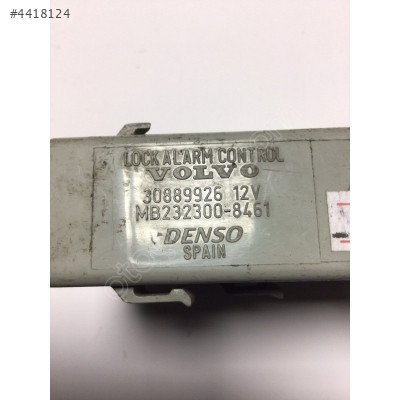 #4418124
LOCK ALARM CONTROL
VOLVO
30889926 12V
MB232300-8461
DENSO
SPAIN